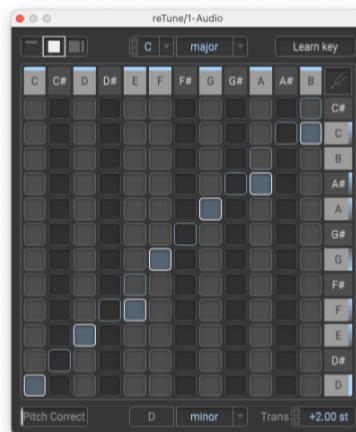 reTune/1-Audio
C major Learn key
C C# D D# E F F# G G# A A# B
C#
C
B
A#
A
G#
G
F#
F
E
D#
D
Pitch Correct D minor Trans +2.00 st